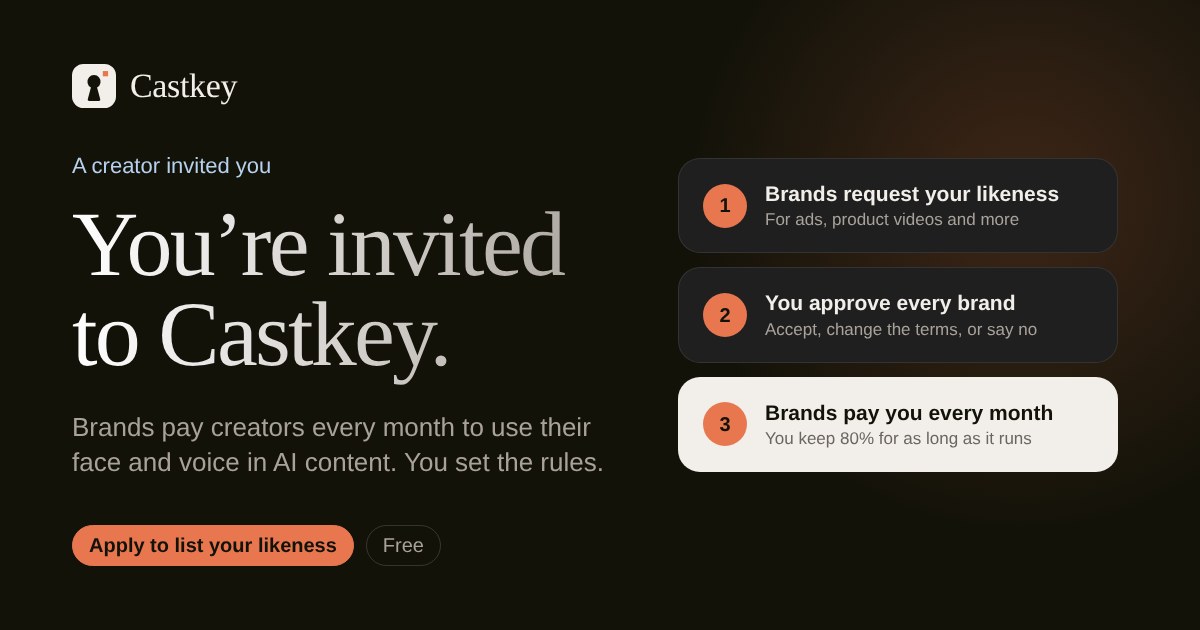 Castkey
A creator invited you
You’re invited
to Castkey.
Brands pay creators every month to use their
face and voice in AI content. You set the rules.
Apply to list your likeness
Free
1
Brands request your likeness
For ads, product videos and more
2
You approve every brand
Accept, change the terms, or say no
3
Brands pay you every month
You keep 80% for as long as it runs